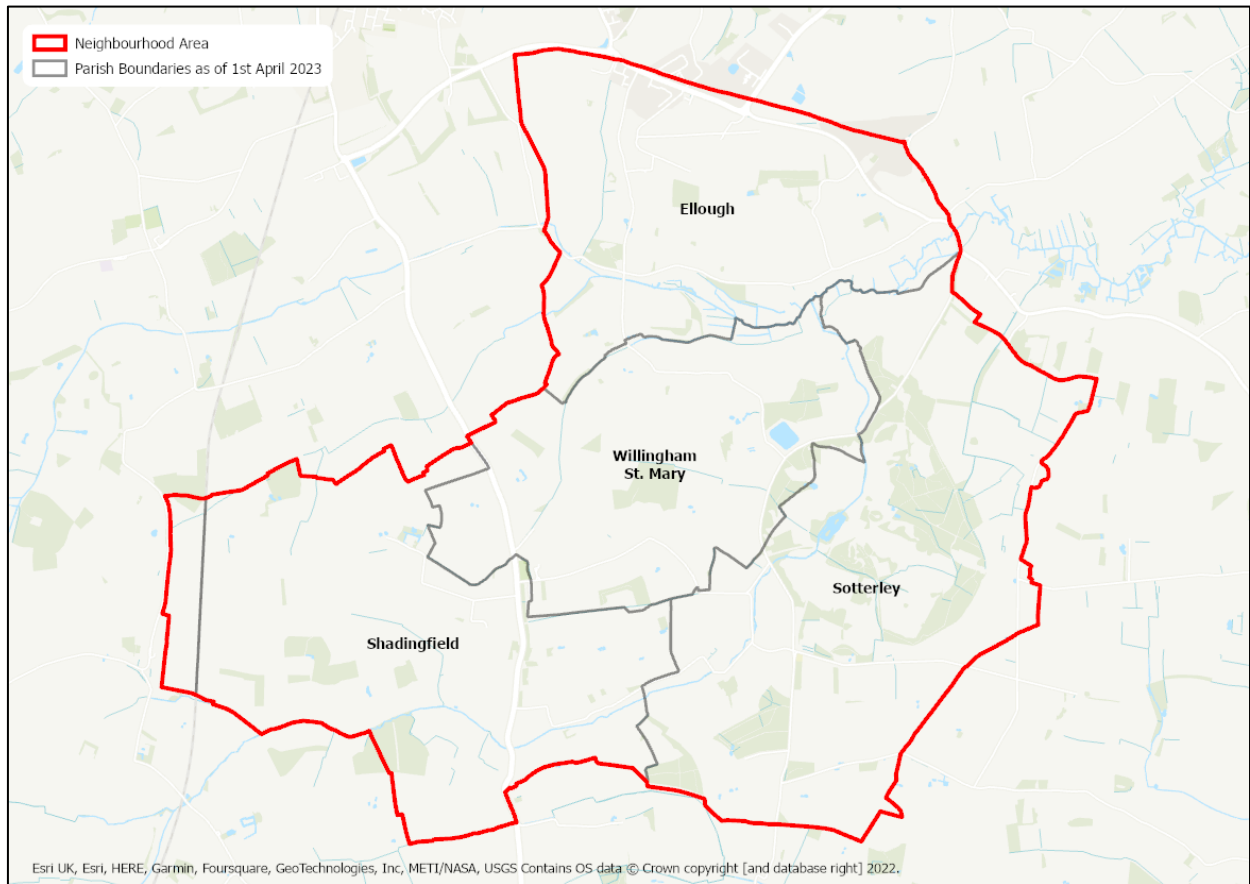 Neighbourhood Area
Parish Boundaries as of 1st April 2023
Ellough
Willingham
St. Mary
Sotterley
Shadingfield
Esri UK, Esri, HERE, Garmin, Foursquare, GeoTechnologies, Inc, METI/NASA, USGS Contains OS data © Crown copyright [and database right] 2022.